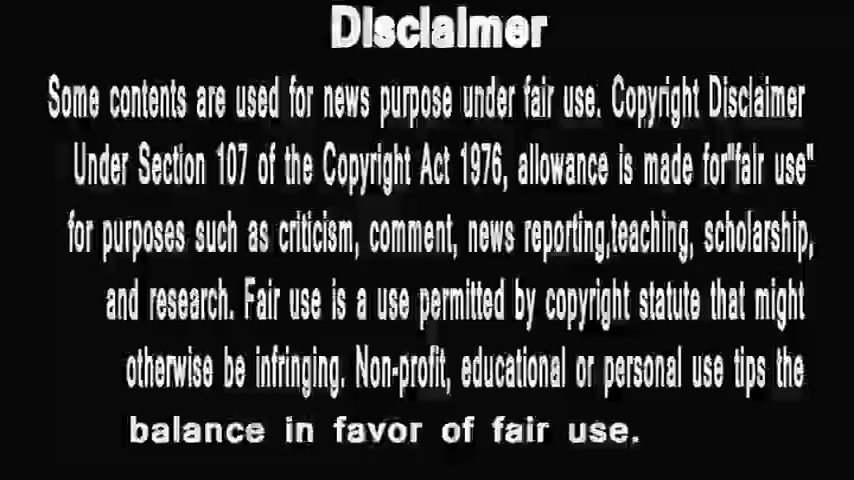 Disclaimer
Some contents are used for news purpose under fair use. Copyright Disclaimer
Under Section 107 of the Copyright Act 1976, allowance is made for"fair use"
for purposes such as criticism, comment, news reporting,teaching, scholarship,
and research. Fair use is a use permitted by copyright statute that might
otherwise be infringing. Non-profit, educational or personal use tips the
balance in favor of fair use.